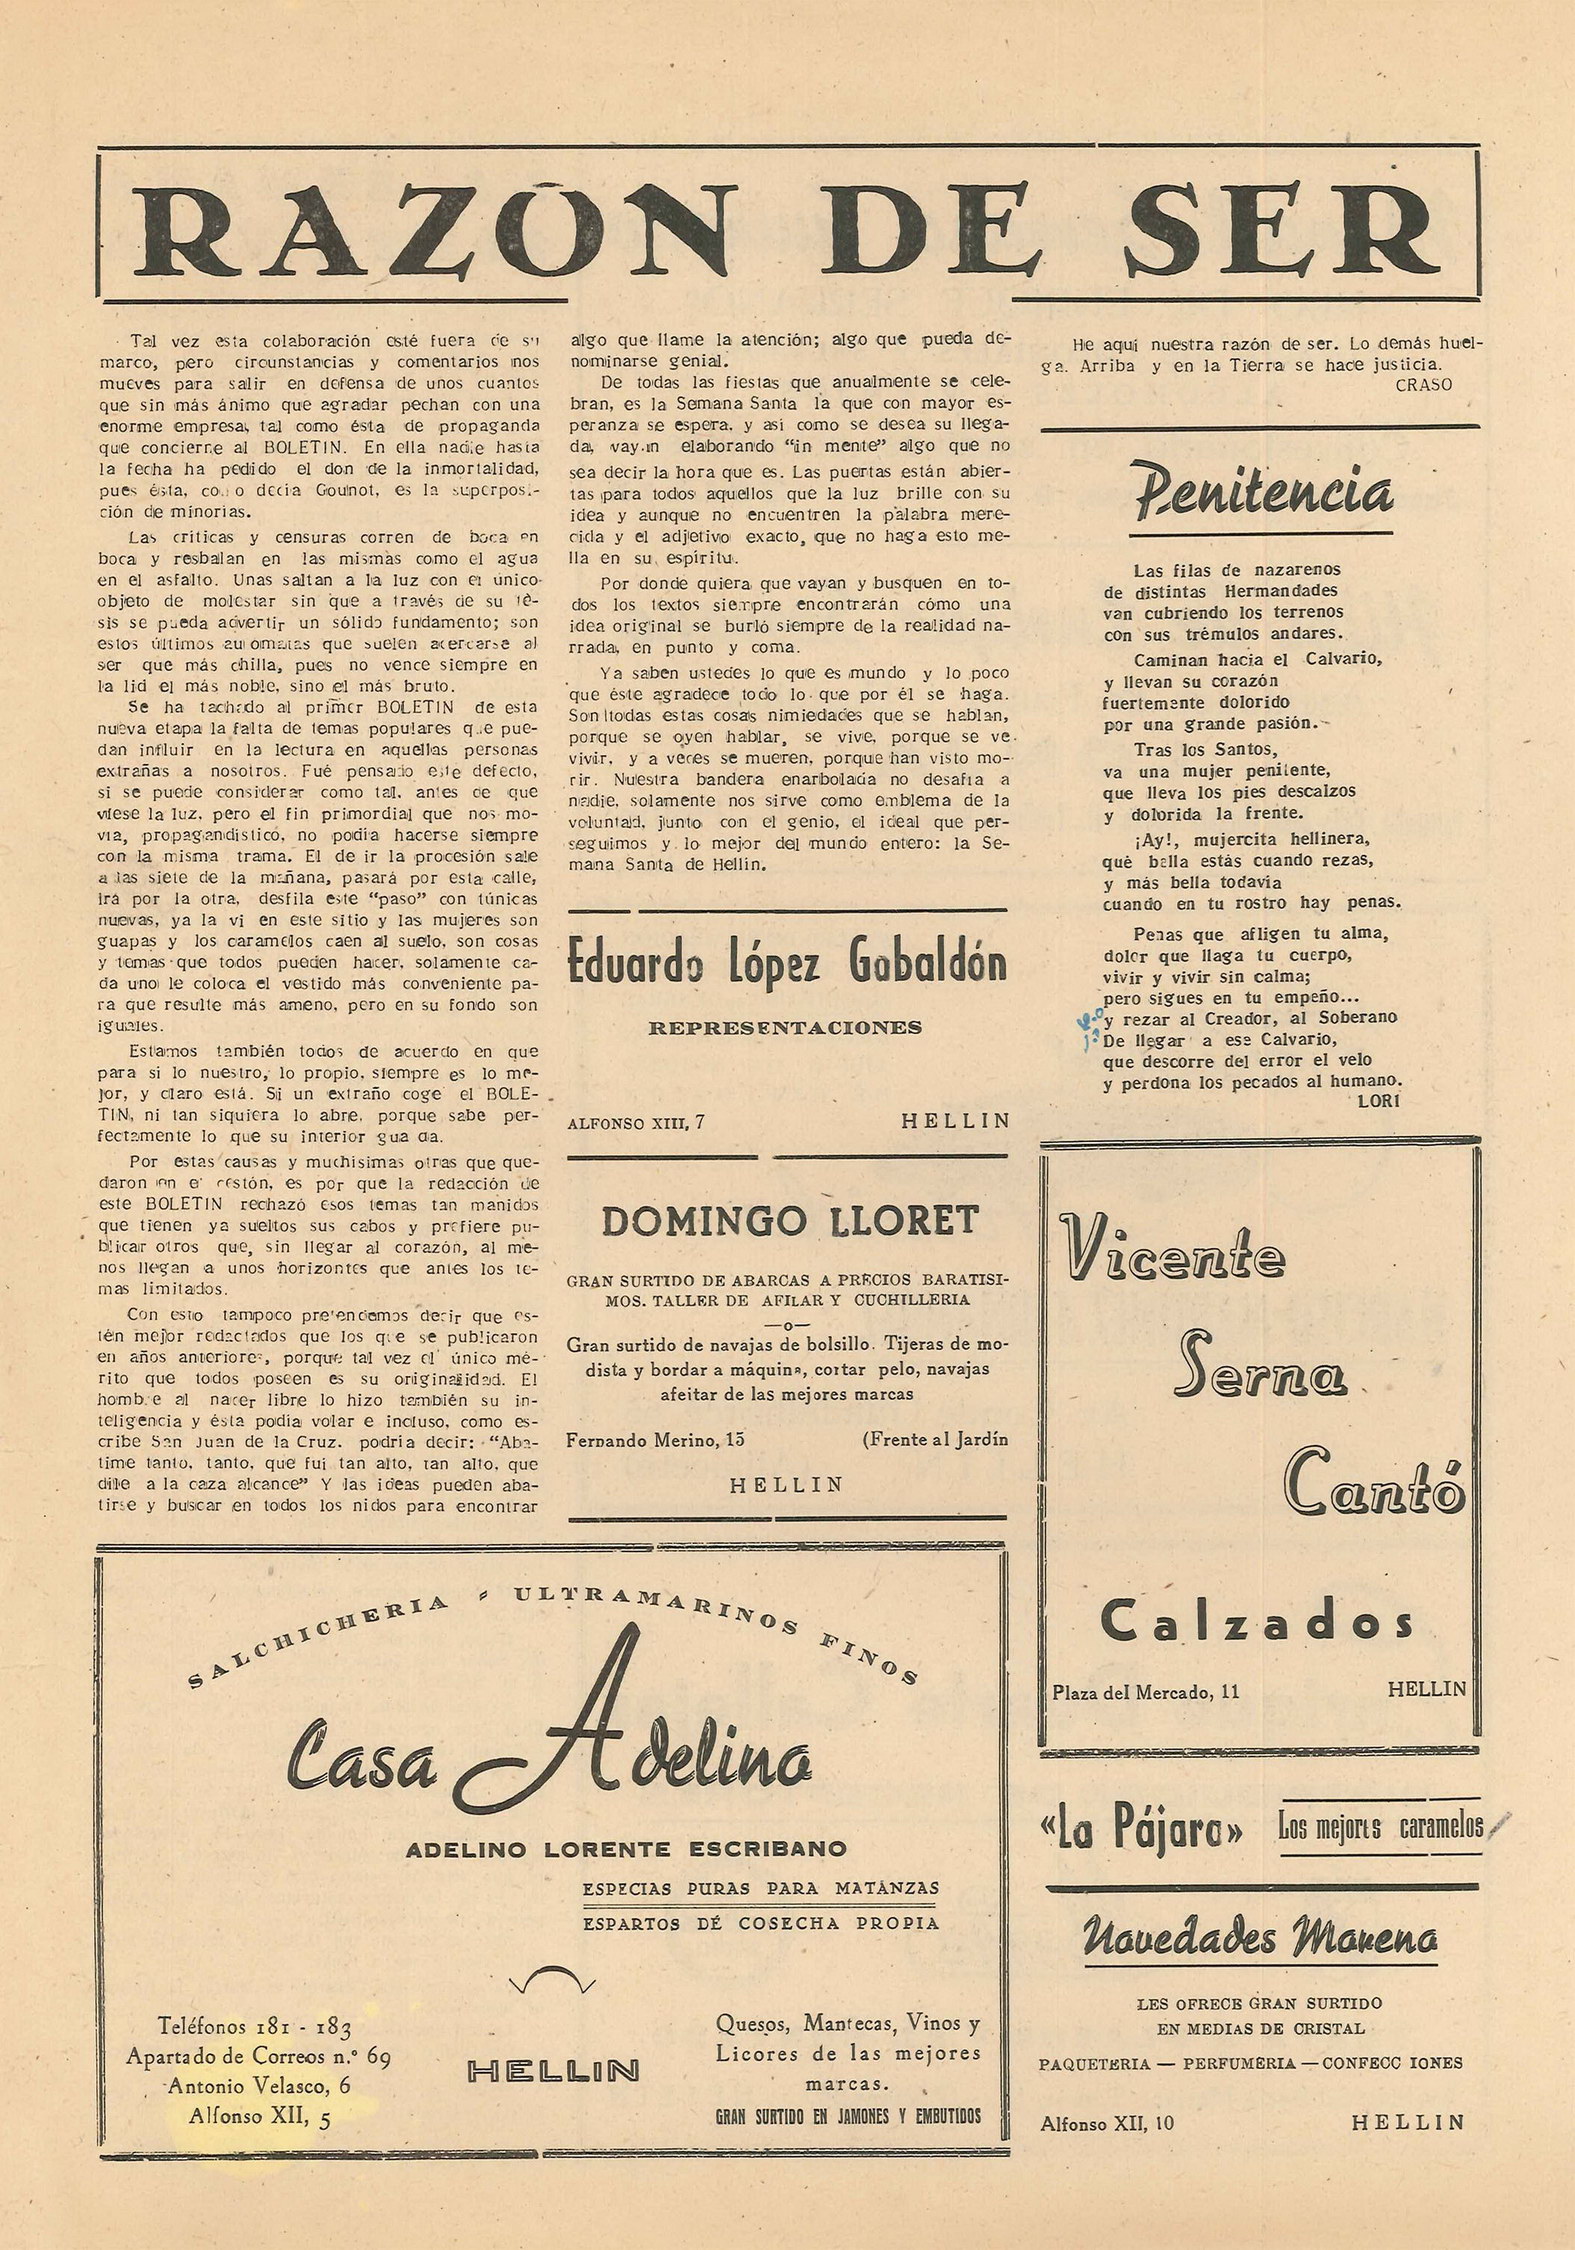 RAZON DE SER
Tal vez esta colaboración esté fuera de su
marco, pero circunstancias y comentarios nos
mueves para salir en defensa de unos cuantos
que sin más ánimo que agradar pechan con una
enorme empresa, tal como ésta de propaganda
que concierne al BOLETIN. En ella nadie hasta
la fecha ha pedido el don de la inmortalidad,
pues ésta, como decia Gouinot, es la superposi-
ción de minorias.
Las criticas y censuras corren de boca en
boca y resbalan en las mismas como el agua
en el asfalto. Unas saltan a la luz con el único
objeto de molestar sin que a través de su té-
sis se pueda advertir un sólido fundamento; son
estos últimos automatas que suelen acercarse al
ser que más chilla, pues no vence siempre en
la lid el más noble, sino el más bruto.
Se ha tachado al primer BOLETIN de esta
nueva etapa la falta de temas populares que pue-
dan influir en la lectura en aquellas personas
extrañas a nosotros. Fué pensado este defecto,
si se puede considerar como tal, antes de que
viese la luz, pero el fin primordial que nos mo-
via, propagandistico, no podia hacerse siempre
con la misma trama. El de ir la procesión sale
a las siete de la mañana, pasará por esta calle,
irá por la otra, desfila este "paso" con túnicas
nuevas, ya la vi en este sitio y las mujeres son
guapas y los caramelos caen al suelo, son cosas
y temas que todos pueden hacer, solamente ca-
da uno le coloca el vestido más conveniente pa-
ra que resulte más ameno, pero en su fondo son
iguales.
Estamos también todos de acuerdo en que
para si lo nuestro, lo propio, siempre es lo me-
jor, y claro está. Si un extraño coge el BOLE-
TIN, ni tan siquiera lo abre, porque sabe per-
fectamente lo que su interior guarda.
Por estas causas y muchisimas otras que que-
daron en el cestón, es por que la redacción de
este BOLETIN rechazó esos temas tan manidos
que tienen ya sueltos sus cabos y prefiere pu-
blicar otros que, sin llegar al corazón, al me-
nos llegan a unos horizontes que antes los te-
mas limitados.
Con esto tampoco pretendemos decir que es-
tén mejor redactados que los que se publicaron
en años anteriores, porque tal vez el único mé-
rito que todos poseen es su originalidad. El
hombre al nacer libre lo hizo también su in-
teligencia y ésta podia volar e incluso, como es-
cribe San Juan de la Cruz. podria decir: "Aba-
time tanto, tanto, que fui tan alto, tan alto, que
dile a la caza alcance" Y las ideas pueden aba-
tirse y buscar en todos los nidos para encontrar
algo que llame la atención; algo que pueda de-
nominarse genial.
De todas las fiestas que anualmente se cele-
bran, es la Semana Santa la que con mayor es-
peranza se espera, y asi como se desea su llega-
da, vayan elaborando "in mente" algo que no
sea decir la hora que es. Las puertas están abier-
tas para todos aquellos que la luz brille con su
idea y aunque no encuentren la palabra mere-
cida y el adjetivo exacto, que no haga esto me-
lla en su espíritu.
Por donde quiera que vayan y busquen en to-
dos los textos siempre encontrarán cómo una
idea original se burló siempre de la realidad na-
rrada, en punto y coma.
Ya saben ustedes lo que es mundo y lo poco
que éste agradece todo lo que por él se haga.
Son todas estas cosas nimiedades que se hablan,
porque se oyen hablar, se vive, porque se ve
vivir, y a veces se mueren, porque han visto mo-
rir. Nuestra bandera enarbolada no desafia a
nadie, solamente nos sirve como emblema de la
voluntad, junto con el genio, el ideal que per-
seguimos y lo mejor del mundo entero: la Se-
mana Santa de Hellín.
He aquí nuestra razón de ser. Lo demás huel-
ga. Arriba y en la Tierra se hace justicia.
CRASO
Penitencia
Las filas de nazarenos
de distintas Hermandades
van cubriendo los terrenos
con sus trémulos andares.
Caminan hacia el Calvario,
y llevan su corazón
fuertemente dolorido
por una grande pasión.
Tras los Santos,
va una mujer penitente,
que lleva los pies descalzos
y dolorida la frente.
¡Ay!, mujercita hellinera,
qué bella estás cuando rezas,
y más bella todavia
cuando en tu rostro hay penas.
Penas que afligen tu alma,
dolor que llaga tu cuerpo,
vivir y vivir sin calma;
pero sigues en tu empeño...
y rezar al Creador, al Soberano
De llegar a ese Calvario,
que descorre del error el velo
y perdona los pecados al humano.
LORI
Eduardo López Gabaldón
REPRESENTACIONES
ALFONSO XIII, 7 HELLIN
DOMINGO LLORET
GRAN SURTIDO DE ABARCAS A PRECIOS BARATISI-
MOS. TALLER DE AFILAR Y CUCHILLERIA
—o—
Gran surtido de navajas de bolsillo. Tijeras de mo-
dista y bordar a máquina, cortar pelo, navajas
afeitar de las mejores marcas
Fernando Merino, 15 (Frente al Jardín
HELLIN
Vicente
Serna
Cantó
Calzados
Plaza del Mercado, 11 HELLIN
SALCHICHERIA - ULTRAMARINOS FINOS
Casa Adelino
ADELINO LORENTE ESCRIBANO
ESPECIAS PURAS PARA MATANZAS
ESPARTOS DE COSECHA PROPIA
Teléfonos 181 - 183
Apartado de Correos n.º 69
Antonio Velasco, 6
Alfonso XII, 5
HELLIN
Quesos, Mantecas, Vinos y
Licores de las mejores
marcas.
GRAN SURTIDO EN JAMONES Y EMBUTIDOS
«La Pájara» Los mejores caramelos
Novedades Morena
LES OFRECE GRAN SURTIDO
EN MEDIAS DE CRISTAL
PAQUETERIA — PERFUMERIA — CONFECC IONES
Alfonso XII, 10 HELLIN